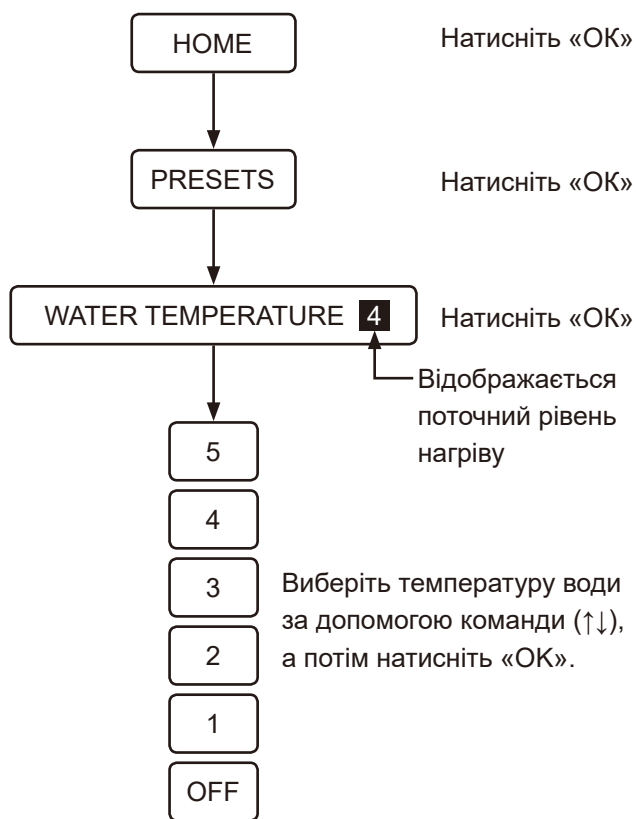 HOME
Натисніть «ОК»
PRESETS
Натисніть «ОК»
WATER TEMPERATURE 4
Натисніть «ОК»
Відображається
поточний рівень
нагріву
5
4
3
2
1
OFF
Виберіть температуру води
за допомогою команди (↑↓),
а потім натисніть «ОК».